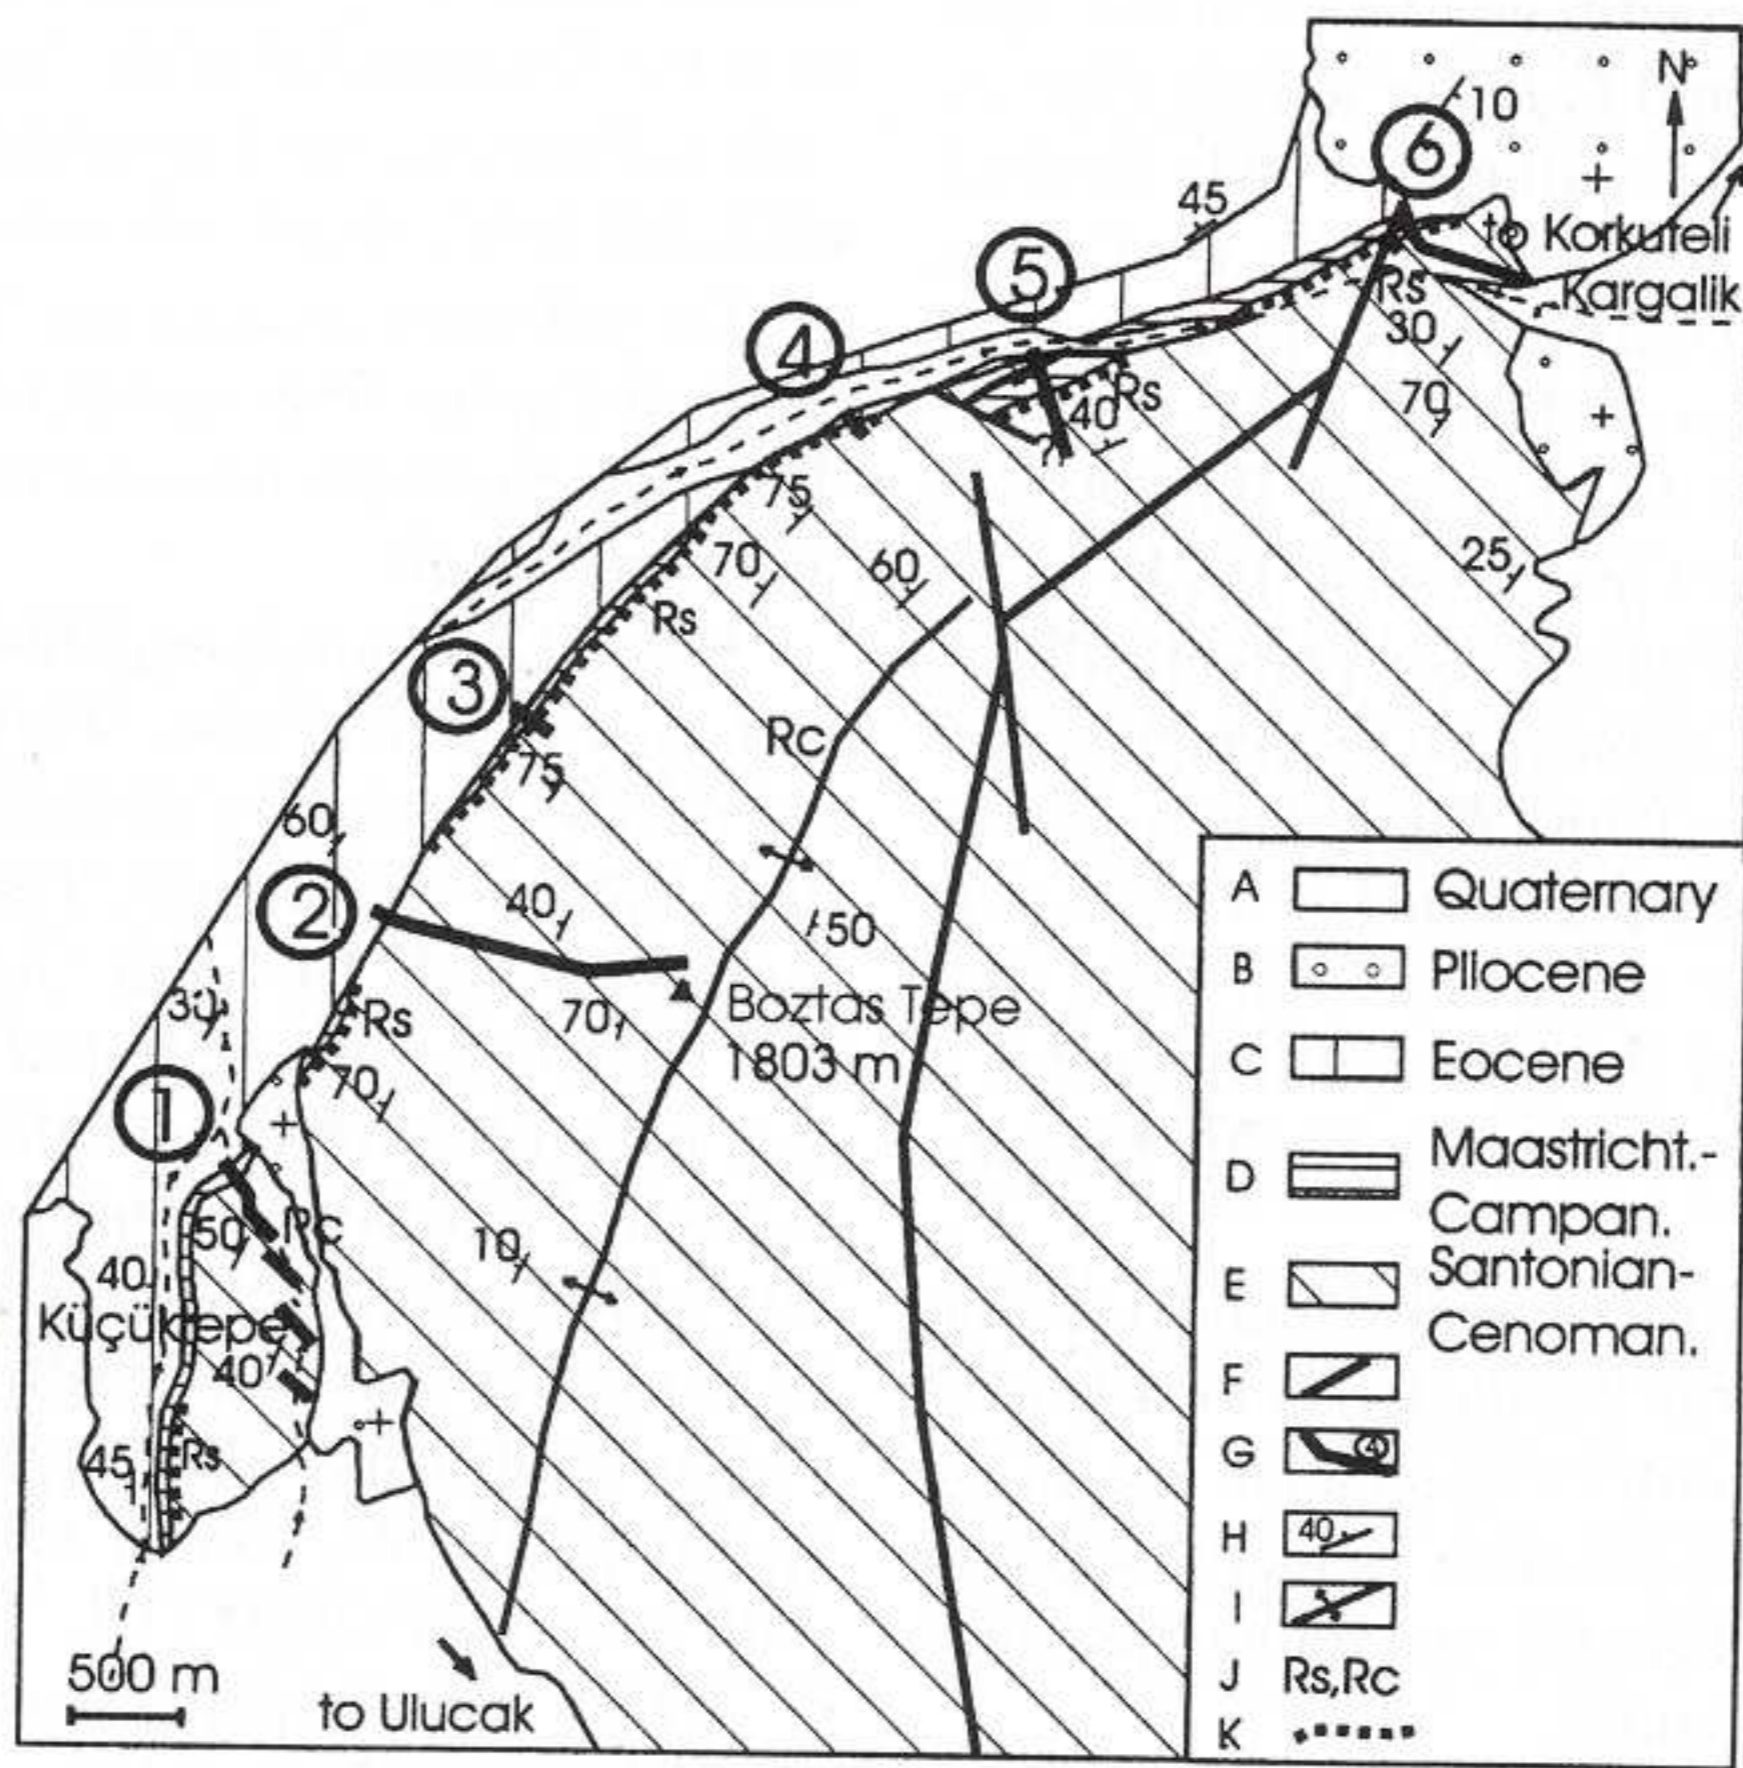 N
10
6
45
to Korkuteli
5
Rs
Kargalik
30
4
Rs
40
70
?
75
70
60
25
Rs
3
Rc
75
60
2
40
50
30
Rs
70
Boztas Tepe
1803 m
70
1
50
Rc
10
40
Küçüktepe
40
45
Rs
500 m
to Ulucak
A Quaternary
B Pliocene
C Eocene
D Maastricht.-
Campan.
E Santonian-
Cenoman.
F
G 4
H 40
I
J Rs,Rc
K